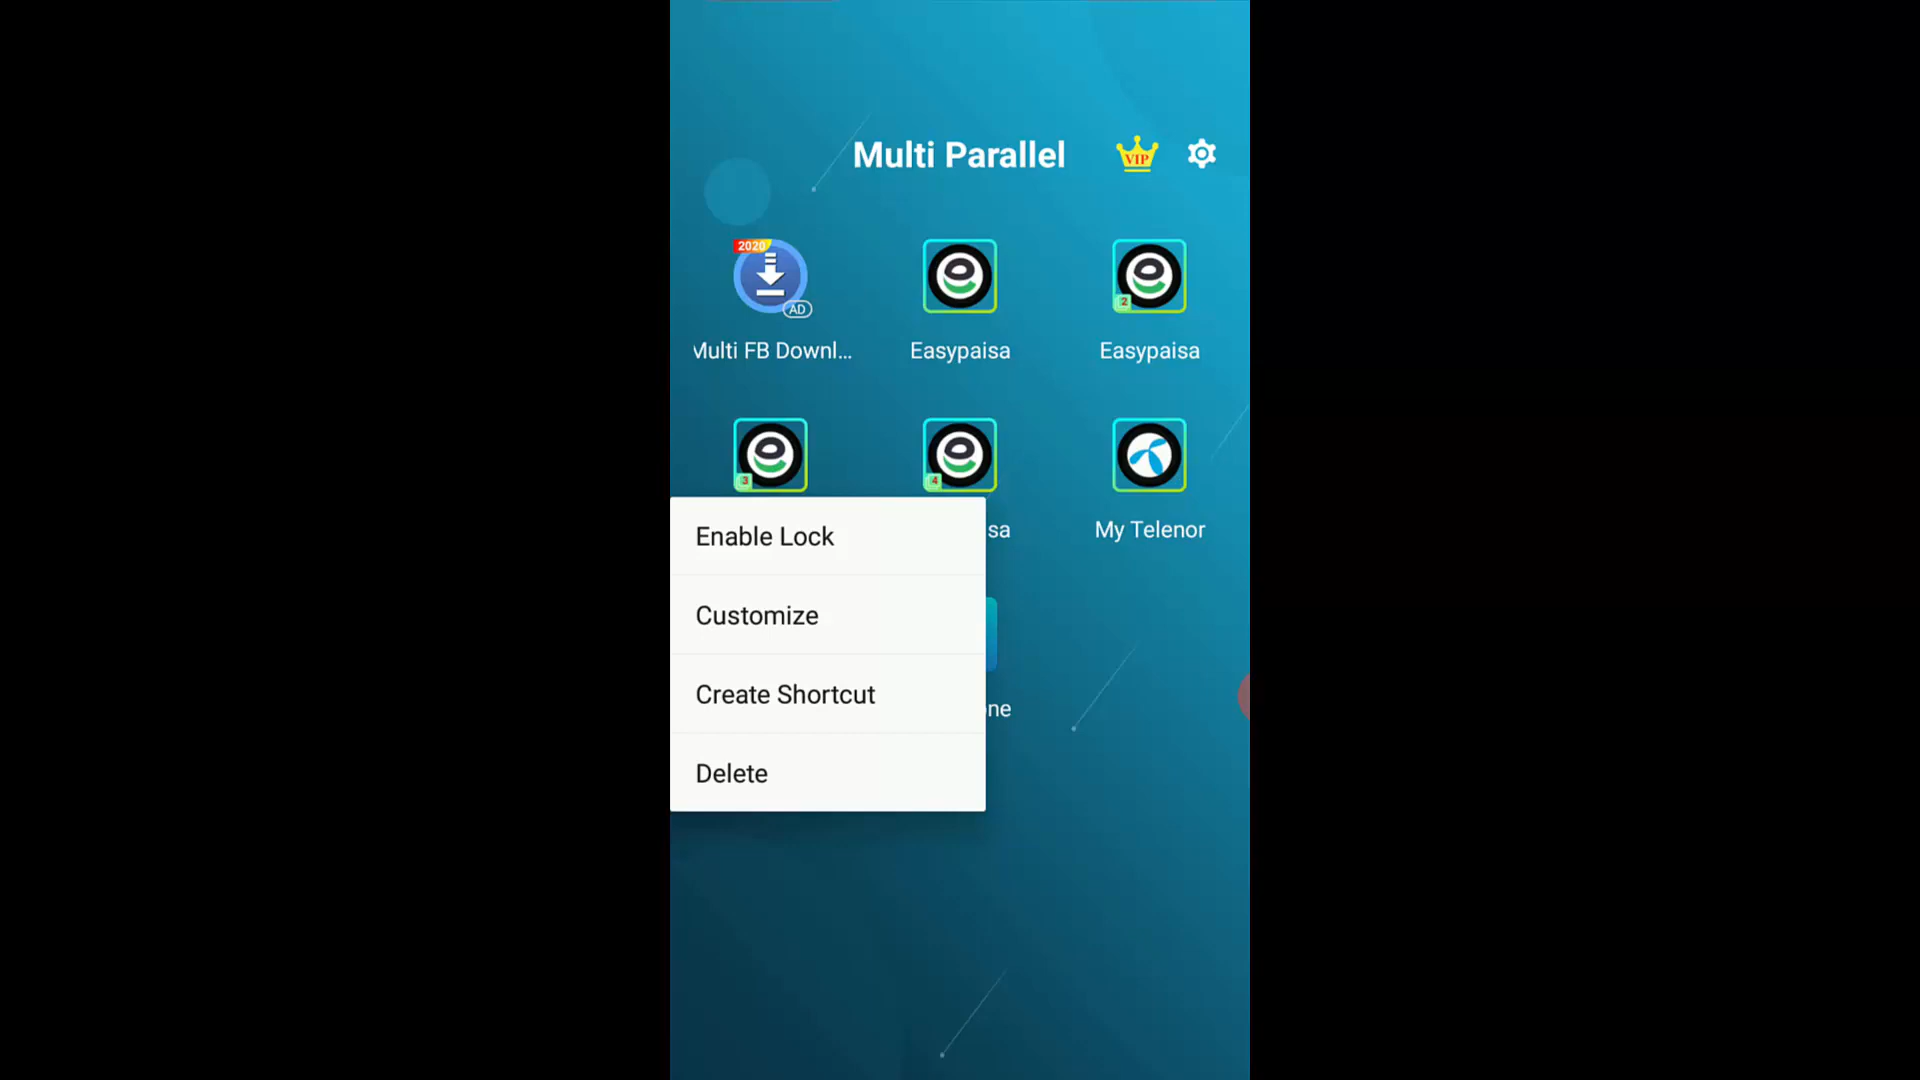 Multi Parallel
VIP
2020
AD
2
Multi FB Downl...
Easypaisa
Easypaisa
3
4
sa
My Telenor
Enable Lock
Customize
Create Shortcut
ne
Delete